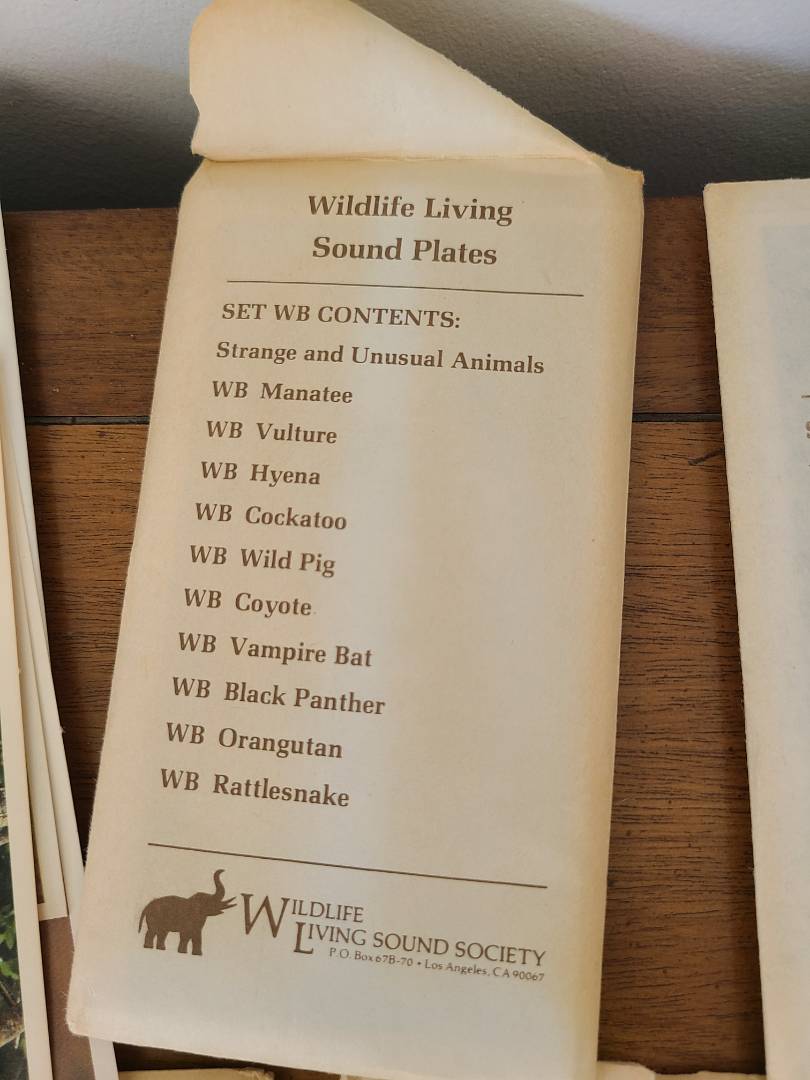 Wildlife Living
Sound Plates
SET WB CONTENTS:
Strange and Unusual Animals
WB Manatee
WB Vulture
WB Hyena
WB Cockatoo
WB Wild Pig
WB Coyote
WB Vampire Bat
WB Black Panther
WB Orangutan
WB Rattlesnake
WILDLIFE
LIVING SOUND SOCIETY
P.O. Box 67B-70 • Los Angeles, CA 90067